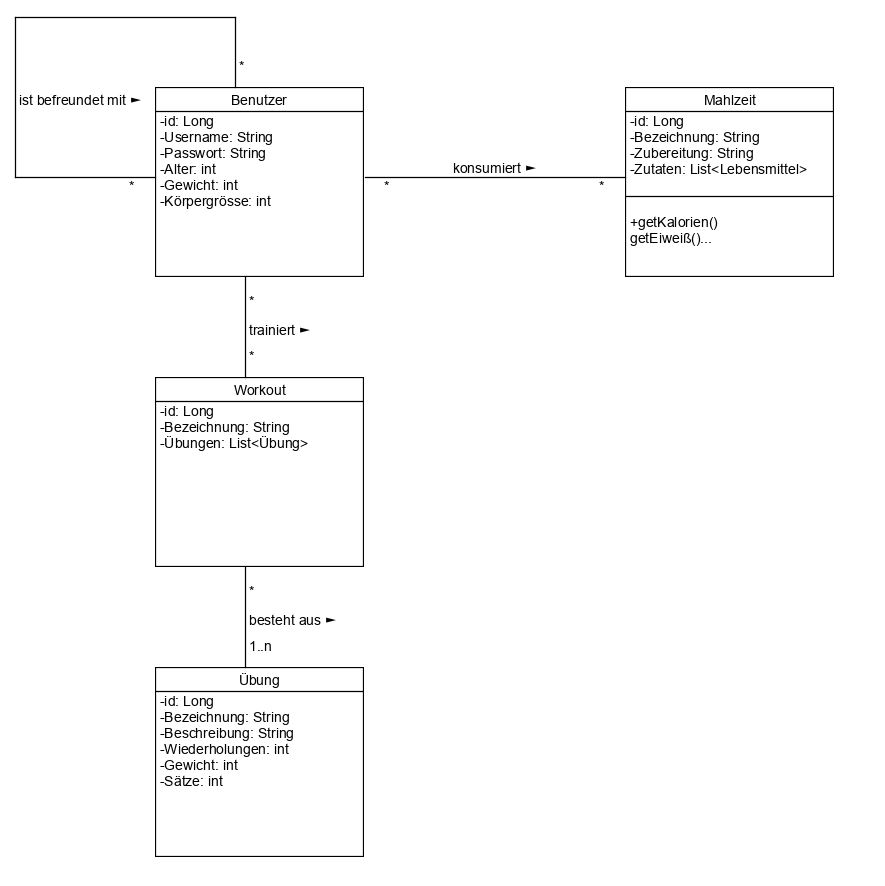 *
ist befreundet mit ►
*
Benutzer
-id: Long
-Username: String
-Passwort: String
-Alter: int
-Gewicht: int
-Körpergrösse: int
konsumiert ►
*
*
Mahlzeit
-id: Long
-Bezeichnung: String
-Zubereitung: String
-Zutaten: List<Lebensmittel>
+getKalorien()
getEiweiß()...
*
trainiert ►
*
Workout
-id: Long
-Bezeichnung: String
-Übungen: List<Übung>
*
besteht aus ►
1..n
Übung
-id: Long
-Bezeichnung: String
-Beschreibung: String
-Wiederholungen: int
-Gewicht: int
-Sätze: int